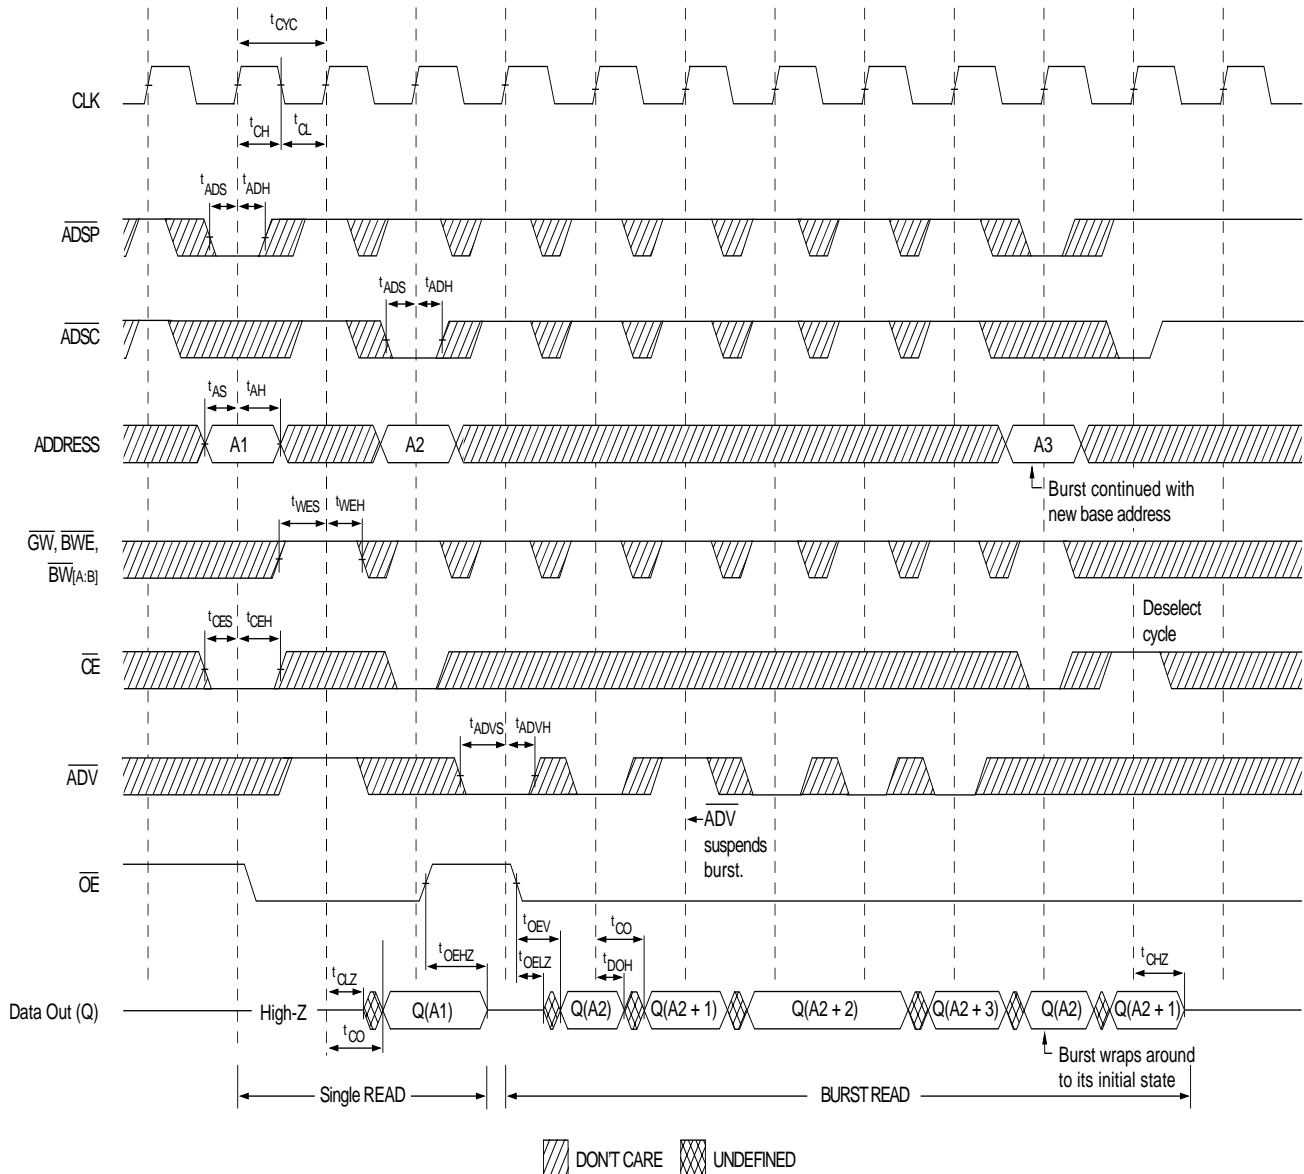 tCYC
CLK
tCH
tCL
tADS
tADH
ADSP
tADS
tADH
ADSC
tAS
tAH
ADDRESS
A1
A2
A3
Burst continued with
new base address
tWES
tWEH
GW, BWE,
BW[A:B]
Deselect
cycle
tCES
tCEH
CE
tADVS
tADVH
ADV
ADV
suspends
burst.
OE
tOEHZ
tOEV
tOELZ
tCO
tDOH
tCLZ
tCHZ
Data Out (Q)
High-Z
Q(A1)
Q(A2)
Q(A2 + 1)
Q(A2 + 2)
Q(A2 + 3)
Q(A2)
Q(A2 + 1)
tCO
Burst wraps around
to its initial state
Single READ
BURST READ
DON'T CARE
UNDEFINED